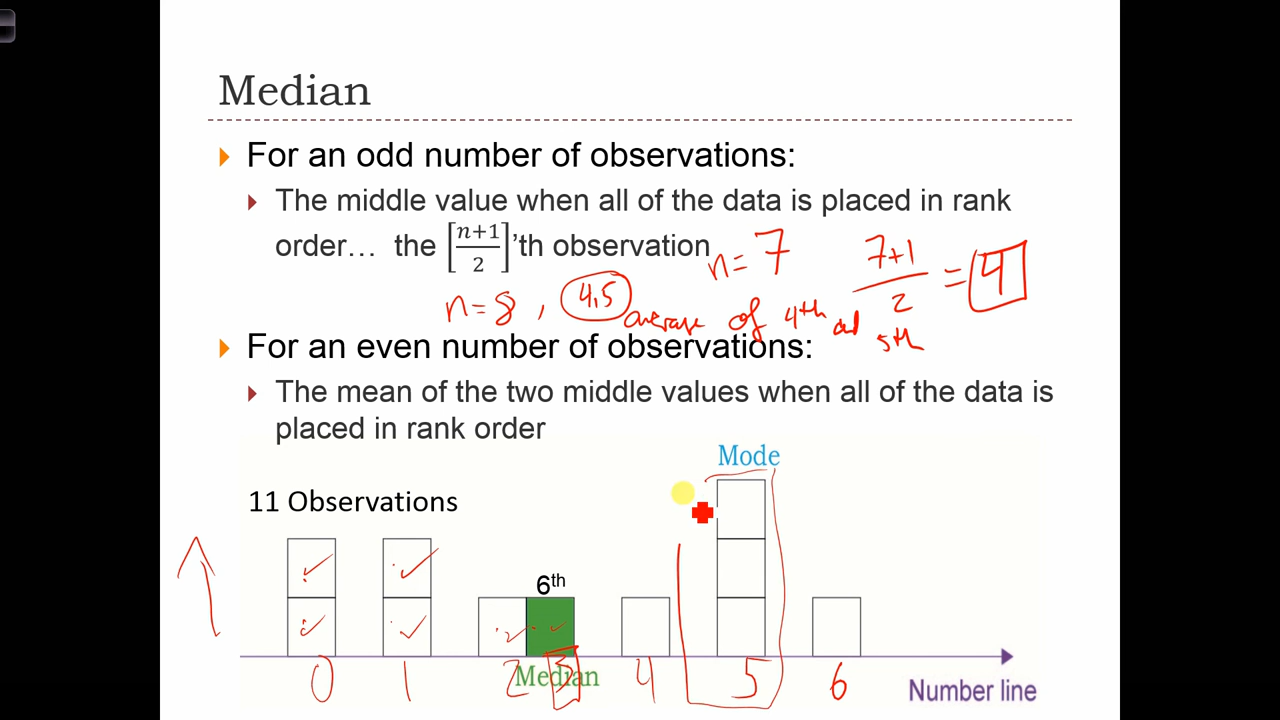 Median
For an odd number of observations:
The middle value when all of the data is placed in rank
order… the [n+1/2]'th observation
n=7 7+1/2 = 4
n=8, 4.5 average of 4th and 5th
For an even number of observations:
The mean of the two middle values when all of the data is
placed in rank order
Mode
11 Observations
6th
Median
0 1 2 3 4 5 6
Number line